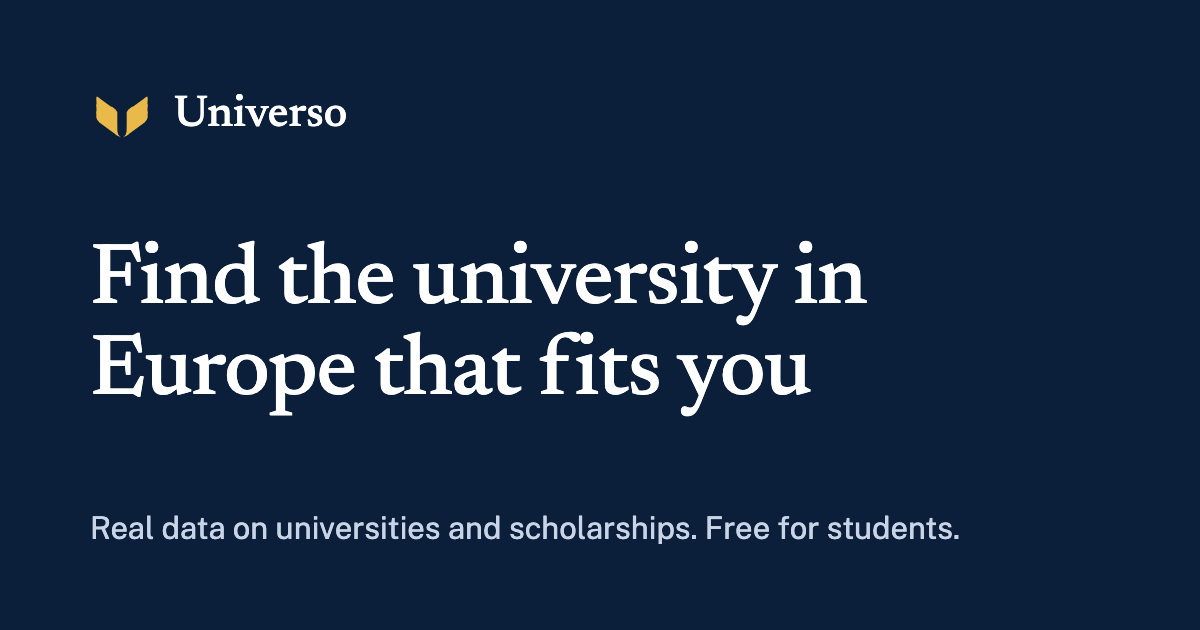 Universo
Find the university in
Europe that fits you
Real data on universities and scholarships. Free for students.